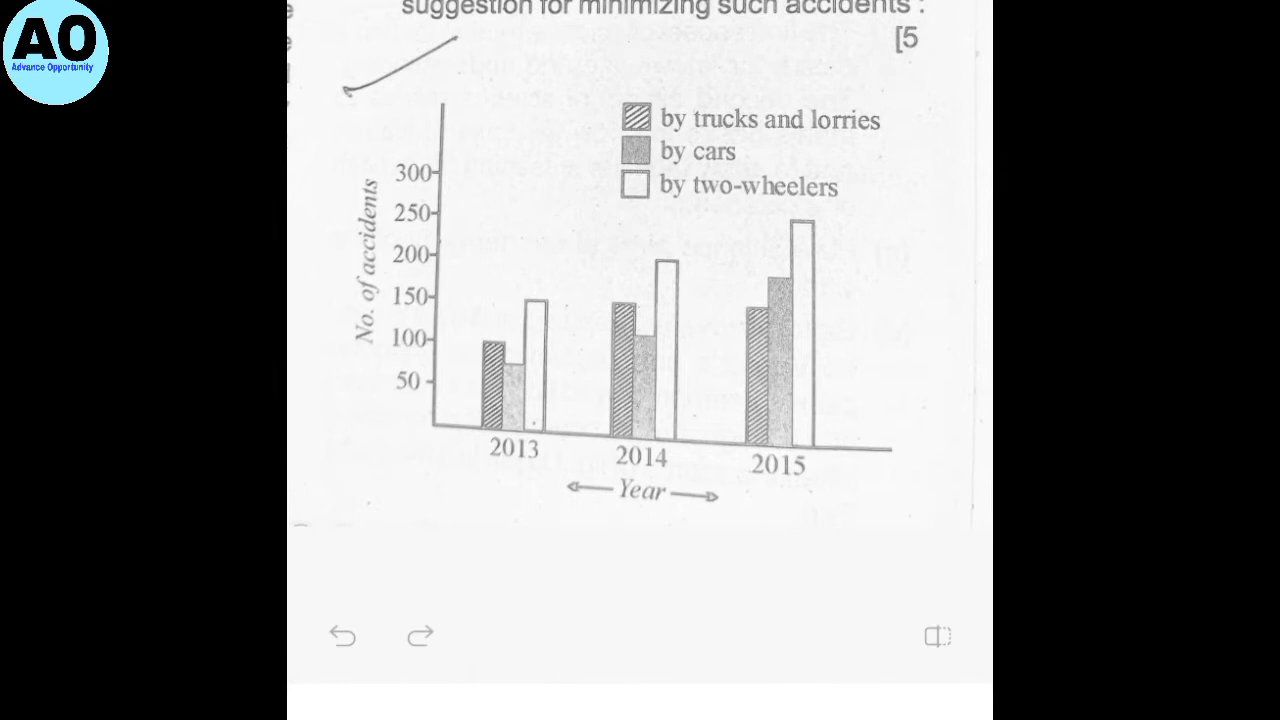 AO
Advance Opportunity
suggestion for minimizing such accidents :
[5
by trucks and lorries
by cars
by two-wheelers
No. of accidents
300
250
200
150
100
50
2013
2014
2015
Year